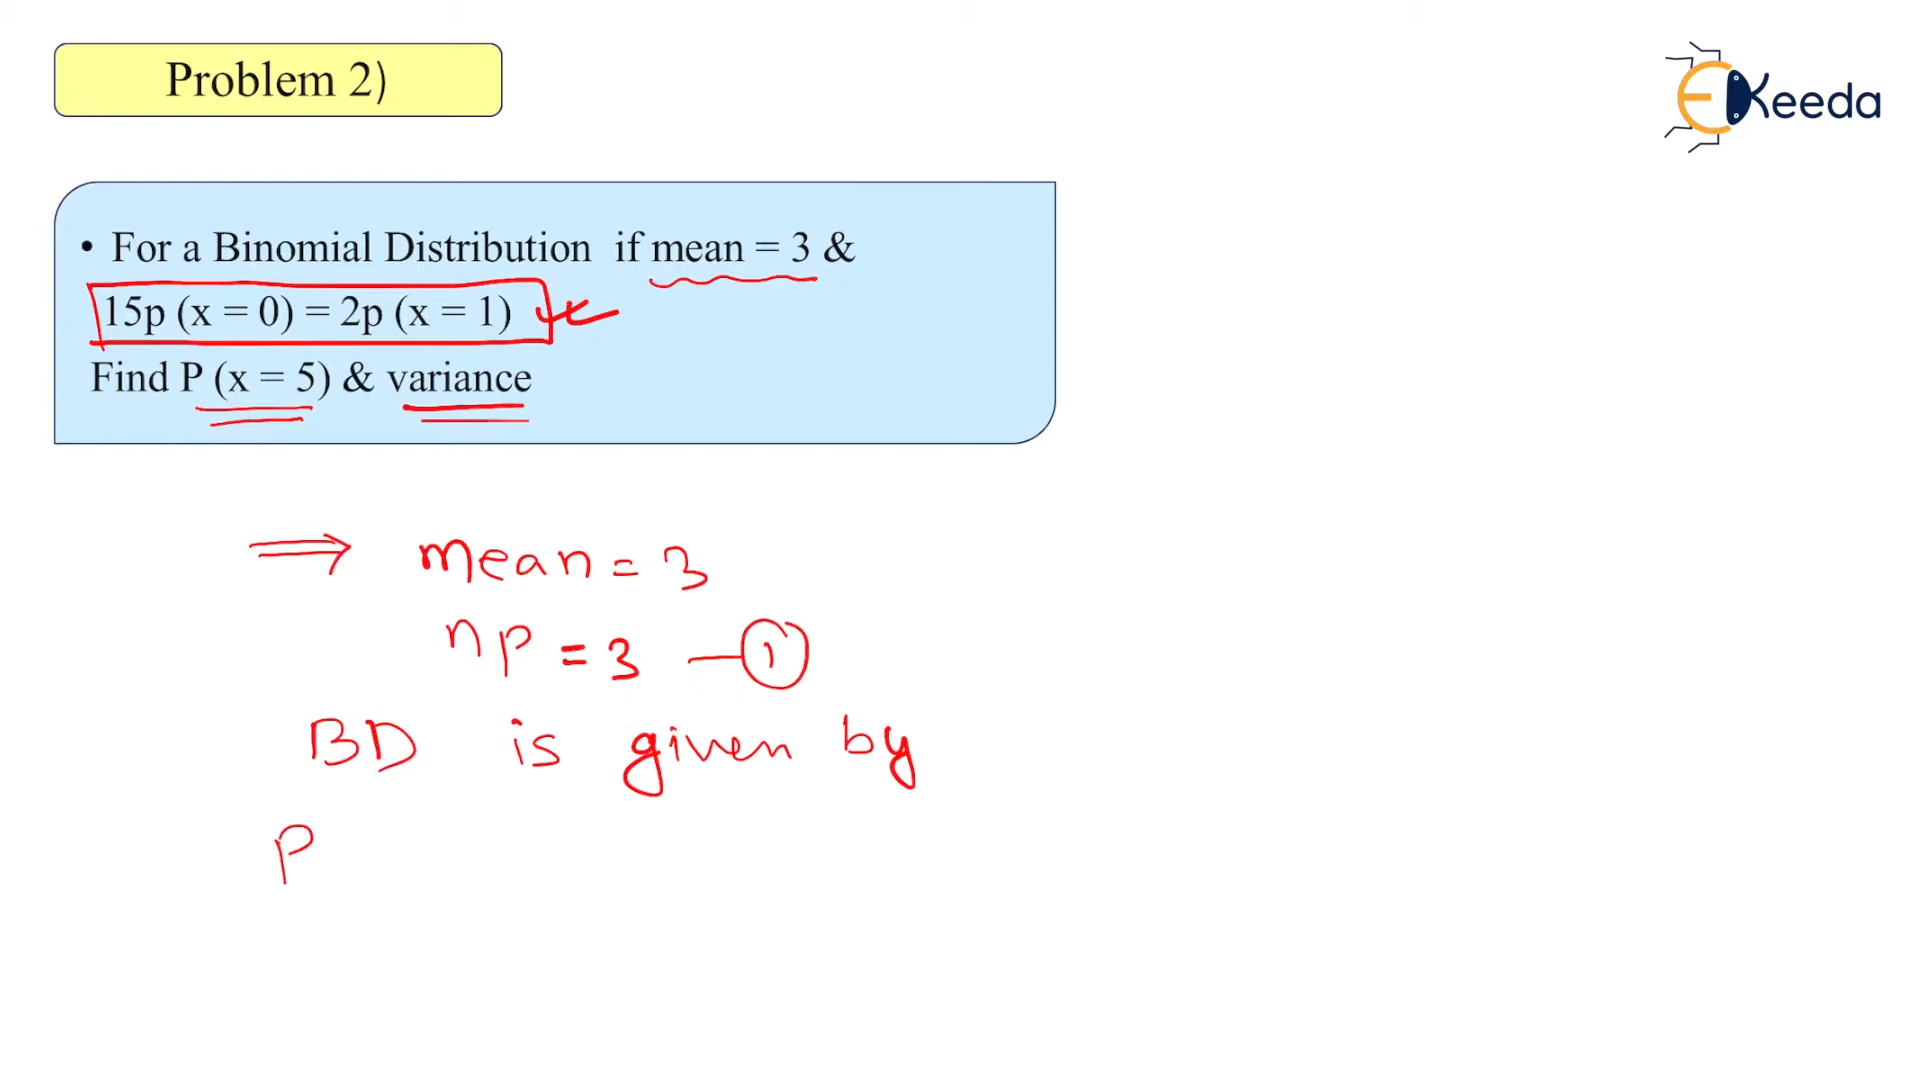 Problem 2)
EKeeda
• For a Binomial Distribution if mean = 3 &
15p (x = 0) = 2p (x = 1)
Find P (x = 5) & variance
⟹ mean = 3
np = 3 —①
BD is given by
P